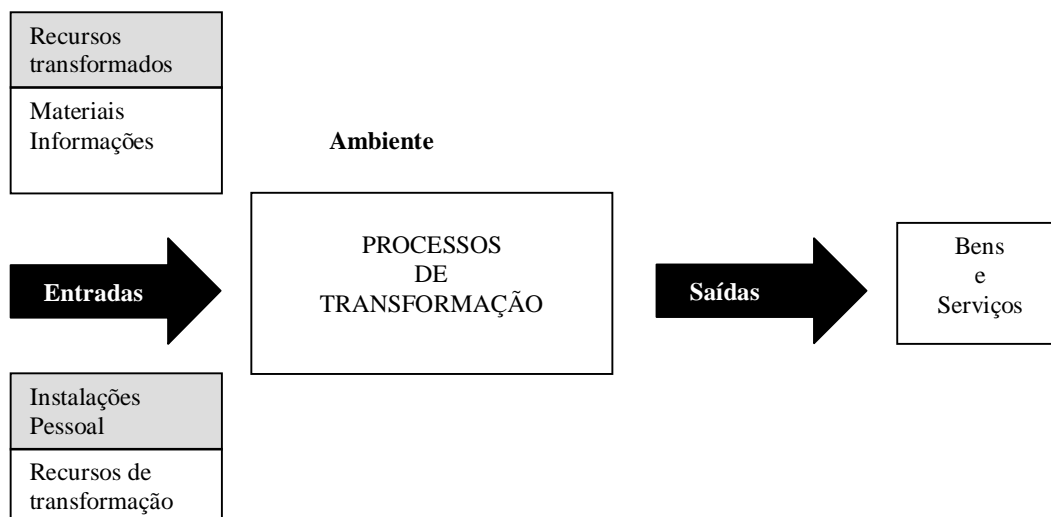 Recursos
transformados
Materiais
Informações
Ambiente
PROCESSOS
DE
TRANSFORMAÇÃO
Entradas
Saídas
Bens
e
Serviços
Instalações
Pessoal
Recursos de
transformação